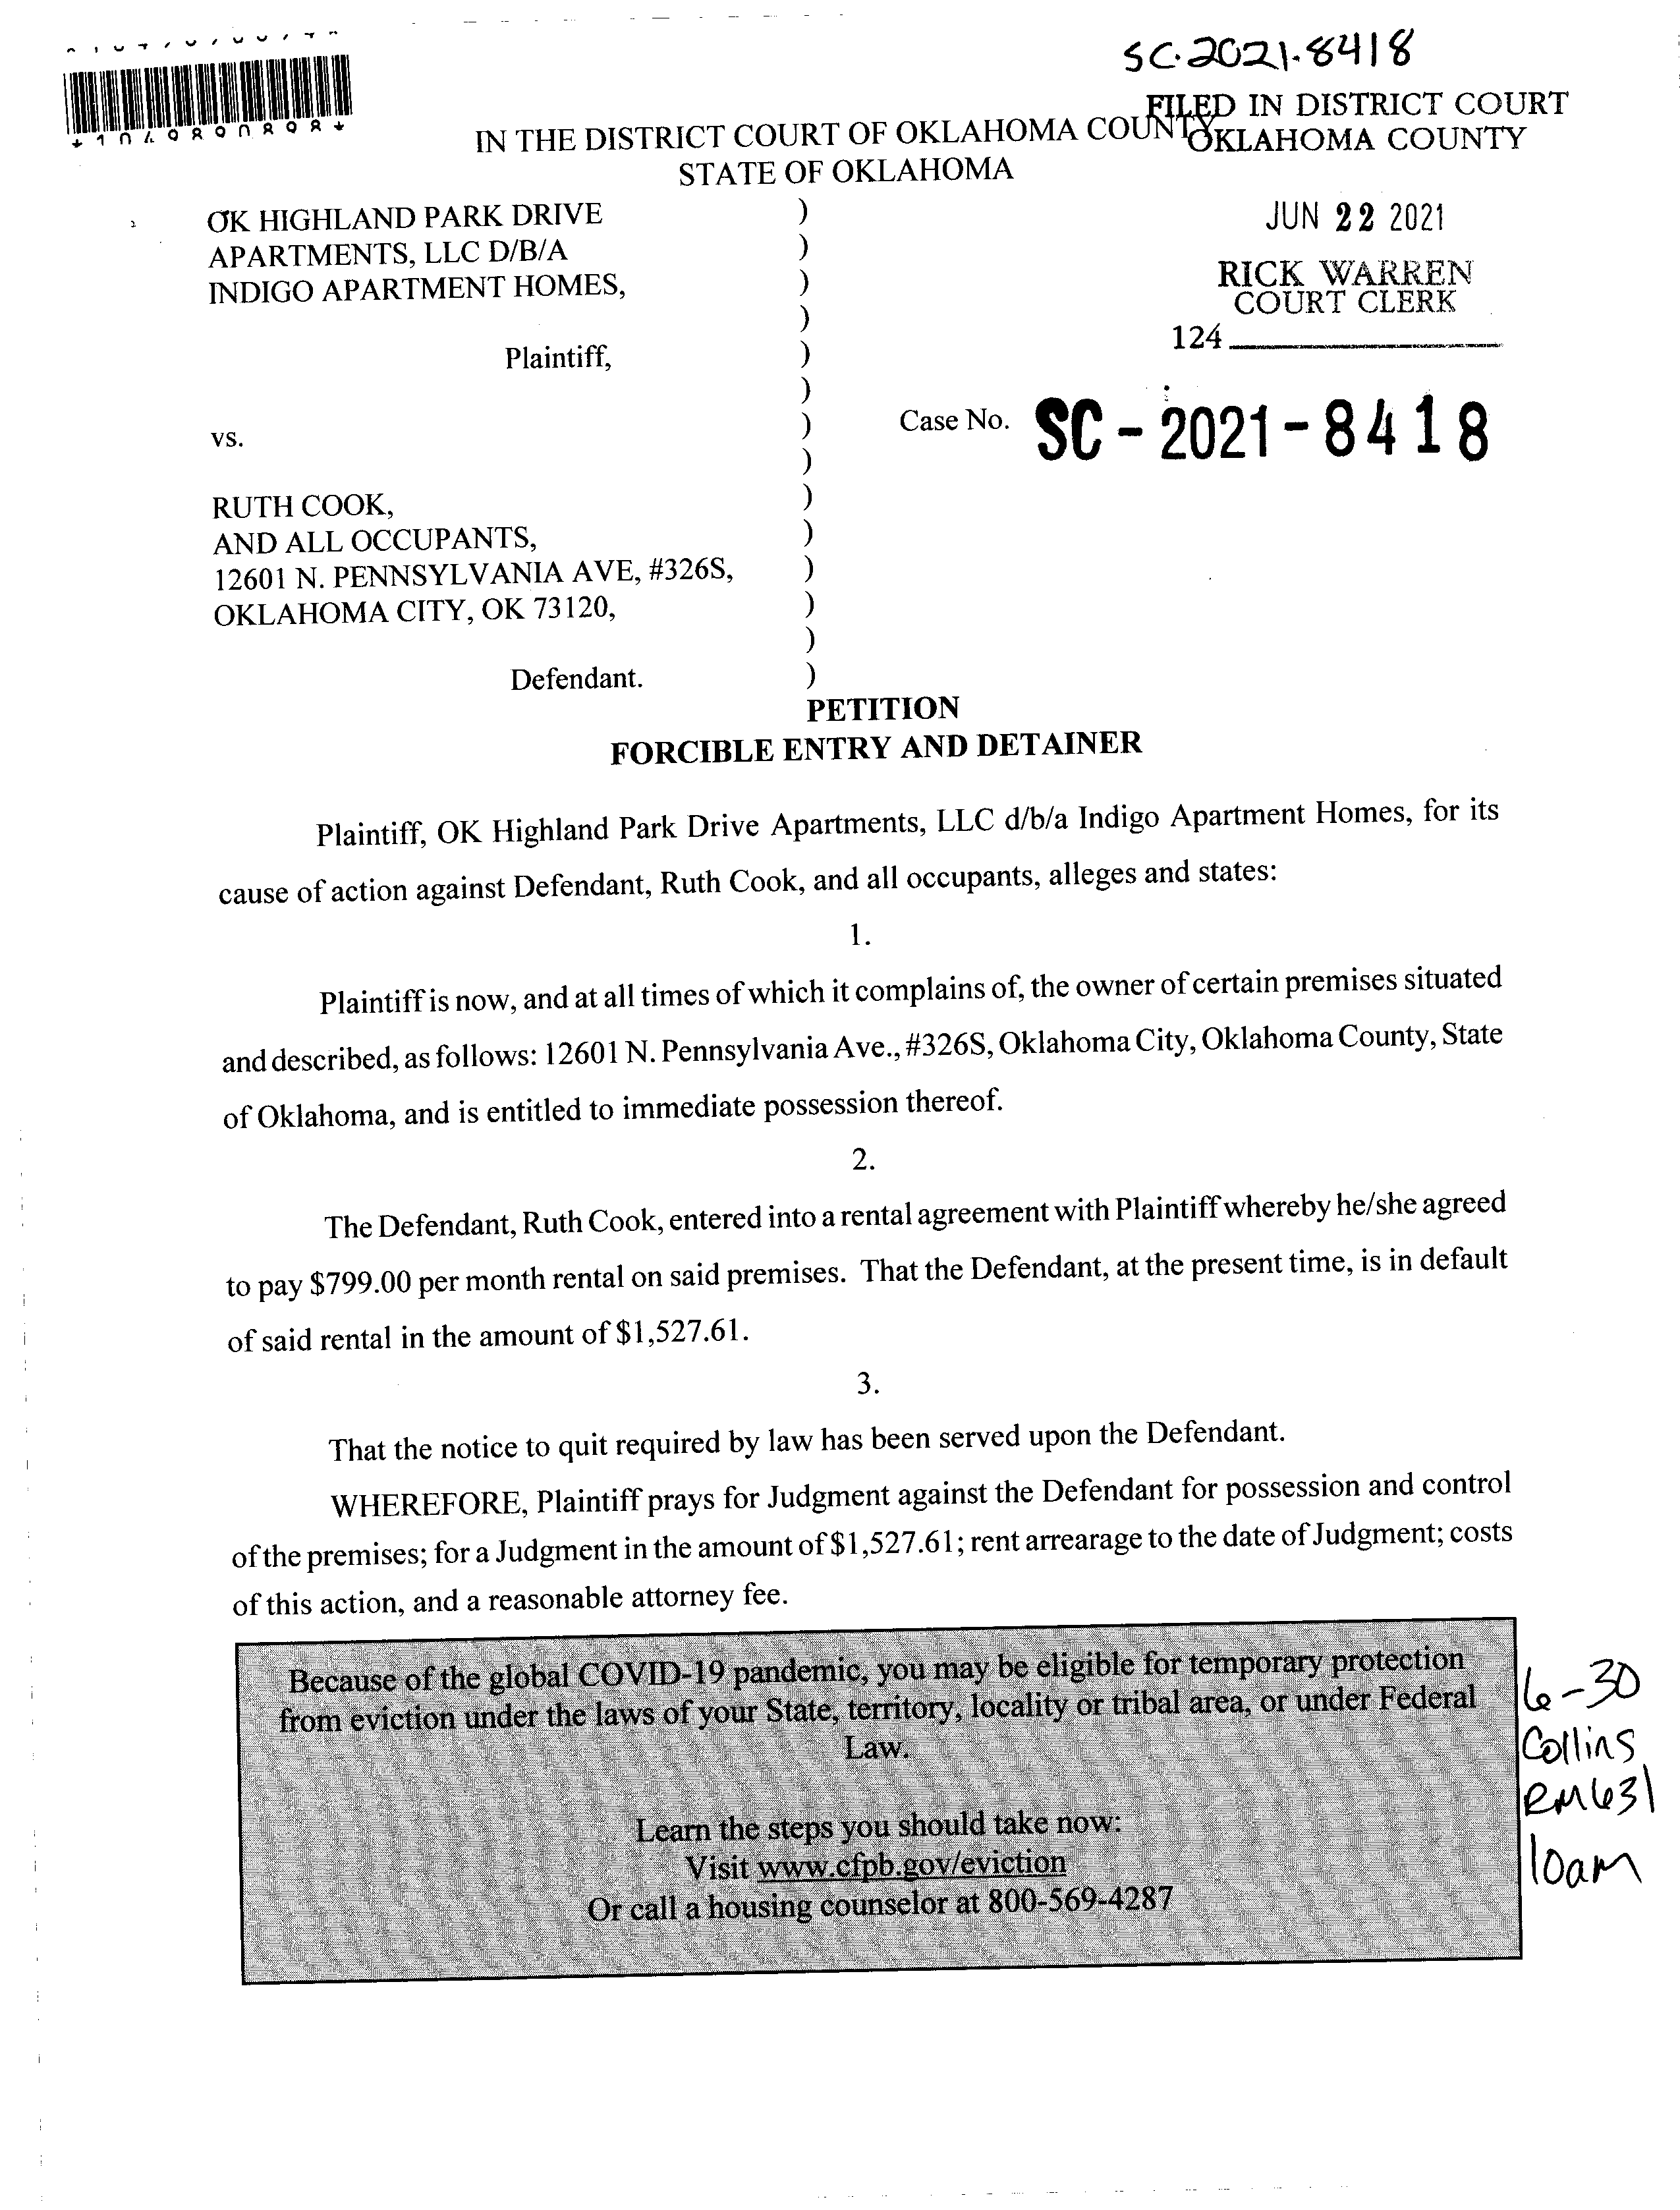 SC-2021-8418
FILED IN DISTRICT COURT
OKLAHOMA COUNTY
*1049890898*
IN THE DISTRICT COURT OF OKLAHOMA COUNTY
STATE OF OKLAHOMA
JUN 22 2021
RICK WARREN
COURT CLERK
124
OK HIGHLAND PARK DRIVE )
APARTMENTS, LLC D/B/A )
INDIGO APARTMENT HOMES, )
)
Plaintiff, )
)
vs. ) Case No. SC-2021-8418
)
RUTH COOK, )
AND ALL OCCUPANTS, )
12601 N. PENNSYLVANIA AVE, #326S, )
OKLAHOMA CITY, OK 73120, )
)
Defendant. )
PETITION
FORCIBLE ENTRY AND DETAINER
Plaintiff, OK Highland Park Drive Apartments, LLC d/b/a Indigo Apartment Homes, for its
cause of action against Defendant, Ruth Cook, and all occupants, alleges and states:
1.
Plaintiff is now, and at all times of which it complains of, the owner of certain premises situated
and described, as follows: 12601 N. Pennsylvania Ave., #326S, Oklahoma City, Oklahoma County, State
of Oklahoma, and is entitled to immediate possession thereof.
2.
The Defendant, Ruth Cook, entered into a rental agreement with Plaintiff whereby he/she agreed
to pay $799.00 per month rental on said premises. That the Defendant, at the present time, is in default
of said rental in the amount of $1,527.61.
3.
That the notice to quit required by law has been served upon the Defendant.
WHEREFORE, Plaintiff prays for Judgment against the Defendant for possession and control
of the premises; for a Judgment in the amount of $1,527.61; rent arrearage to the date of Judgment; costs
of this action, and a reasonable attorney fee.
Because of the global COVID-19 pandemic, you may be eligible for temporary protection
from eviction under the laws of your State, territory, locality or tribal area, or under Federal
Law.
Learn the steps you should take now:
Visit www.cfpb.gov/eviction
Or call a housing counselor at 800-569-4287
6-30
Collins
RM631
10am